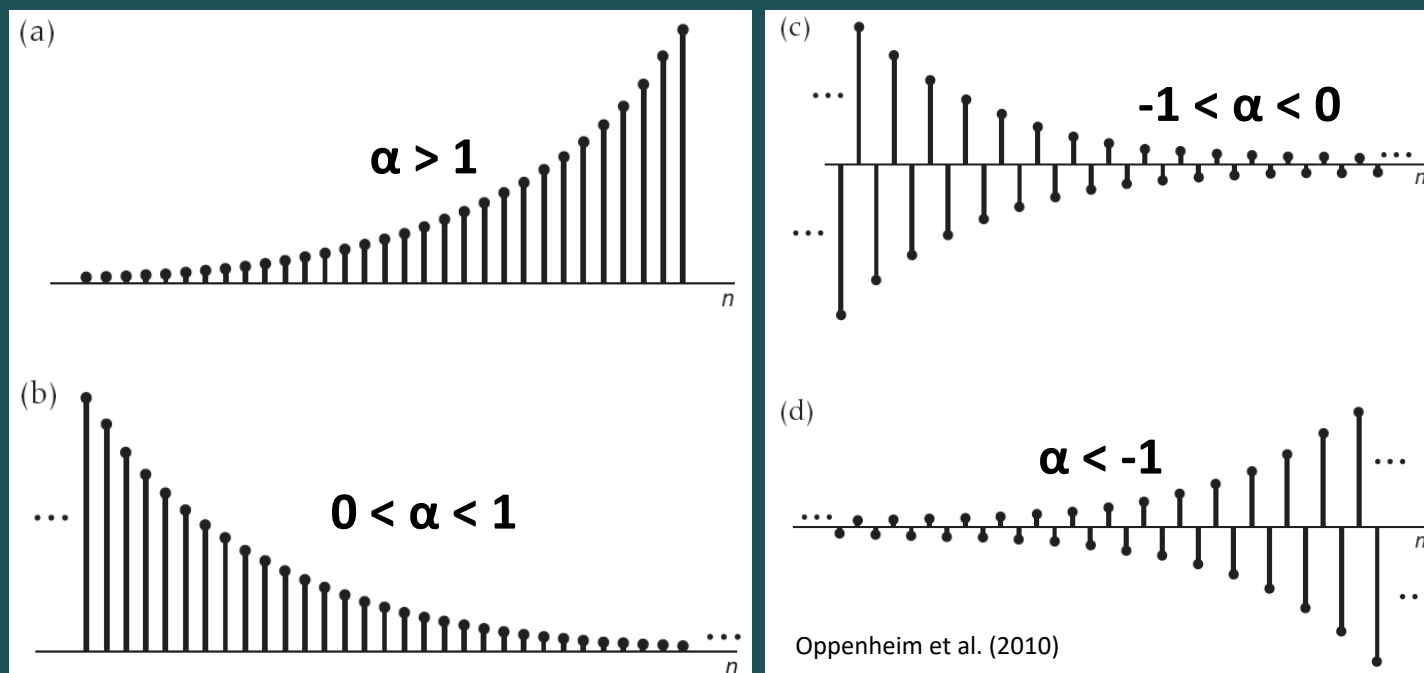 (a)
α > 1
n
(b)
...
0 < α < 1
...
n
(c)
...
-1 < α < 0
...
n
...
(d)
α < -1
...
...
n
..
Oppenheim et al. (2010)